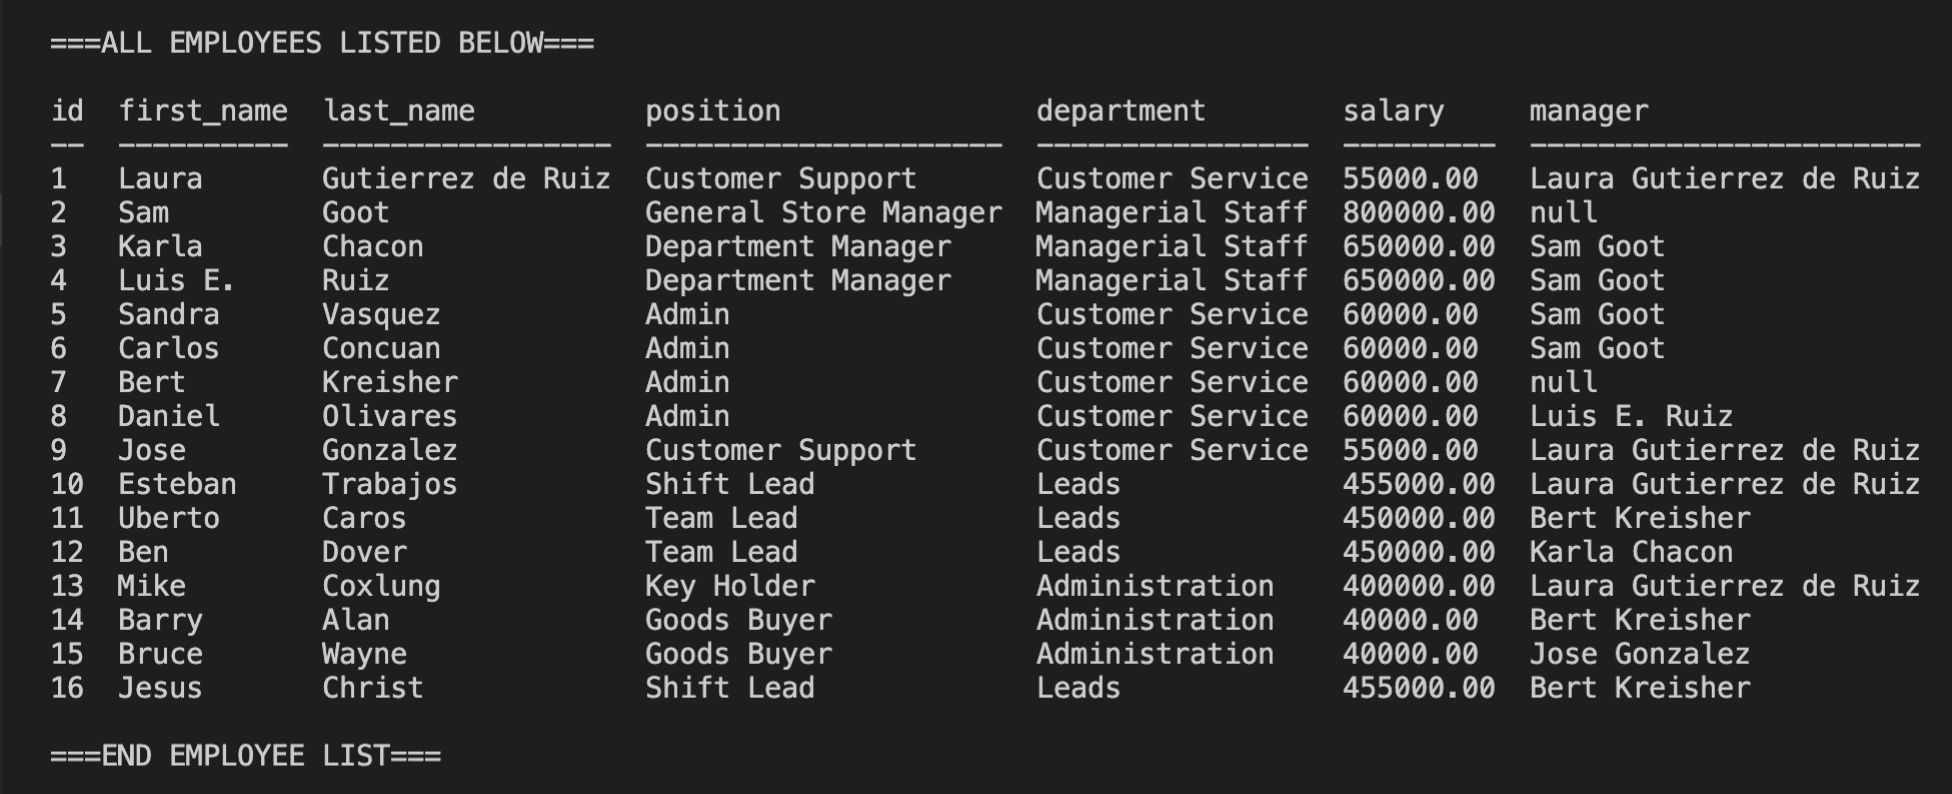 ===ALL EMPLOYEES LISTED BELOW===
id  first_name  last_name         position               department        salary     manager
--  ----------  -----------------  ---------------------  ----------------  ---------  -----------------------
1   Laura       Gutierrez de Ruiz  Customer Support       Customer Service  55000.00   Laura Gutierrez de Ruiz
2   Sam         Goot               General Store Manager  Managerial Staff  800000.00  null
3   Karla       Chacon             Department Manager     Managerial Staff  650000.00  Sam Goot
4   Luis E.     Ruiz               Department Manager     Managerial Staff  650000.00  Sam Goot
5   Sandra      Vasquez            Admin                  Customer Service  60000.00   Sam Goot
6   Carlos      Concuan            Admin                  Customer Service  60000.00   Sam Goot
7   Bert        Kreisher           Admin                  Customer Service  60000.00   null
8   Daniel      Olivares           Admin                  Customer Service  60000.00   Luis E. Ruiz
9   Jose        Gonzalez           Customer Support       Customer Service  55000.00   Laura Gutierrez de Ruiz
10  Esteban     Trabajos           Shift Lead             Leads             455000.00  Laura Gutierrez de Ruiz
11  Uberto      Caros              Team Lead              Leads             450000.00  Bert Kreisher
12  Ben         Dover              Team Lead              Leads             450000.00  Karla Chacon
13  Mike        Coxlung            Key Holder             Administration    400000.00  Laura Gutierrez de Ruiz
14  Barry       Alan               Goods Buyer            Administration    40000.00   Bert Kreisher
15  Bruce       Wayne              Goods Buyer            Administration    40000.00   Jose Gonzalez
16  Jesus       Christ             Shift Lead             Leads             455000.00  Bert Kreisher
===END EMPLOYEE LIST===